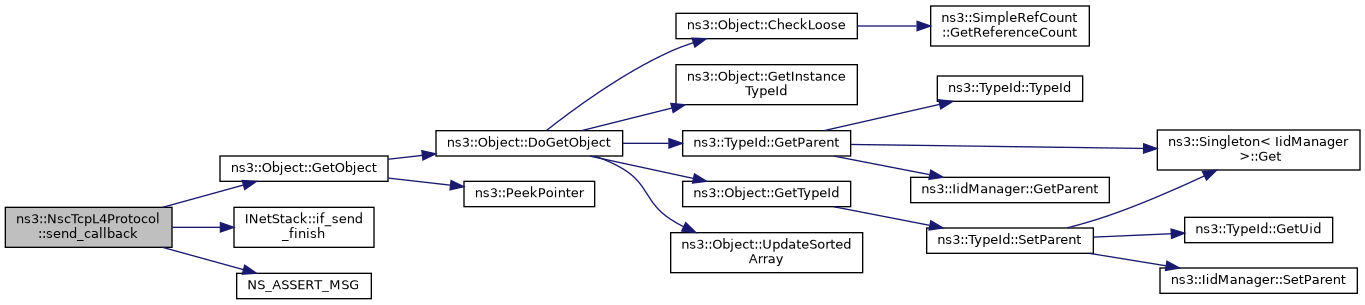 ns3::NscTcpL4Protocol
::send_callback
ns3::Object::GetObject
INetStack::if_send
_finish
NS_ASSERT_MSG
ns3::Object::DoGetObject
ns3::PeekPointer
ns3::Object::CheckLoose
ns3::Object::GetInstance
TypeId
ns3::TypeId::GetParent
ns3::Object::GetTypeId
ns3::Object::UpdateSorted
Array
ns3::SimpleRefCount
::GetReferenceCount
ns3::TypeId::TypeId
ns3::IidManager::GetParent
ns3::TypeId::SetParent
ns3::Singleton< IidManager
>::Get
ns3::TypeId::GetUid
ns3::IidManager::SetParent